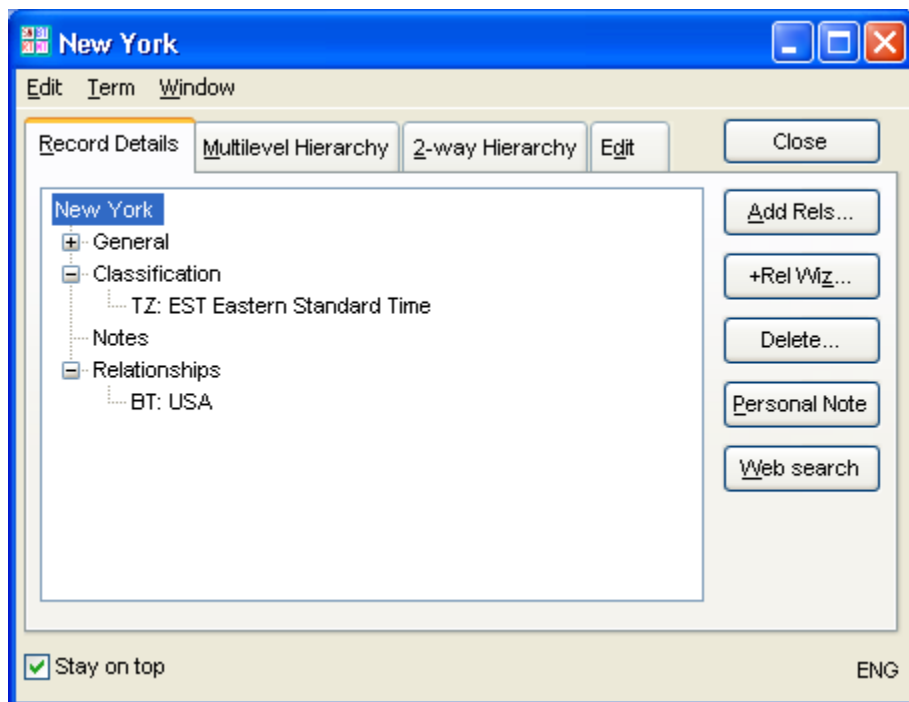 New York
Edit Term Window
Record Details Multilevel Hierarchy 2-way Hierarchy Edit Close
New York
General
Classification
TZ: EST Eastern Standard Time
Notes
Relationships
BT: USA
Add Rels...
+Rel Wiz...
Delete...
Personal Note
Web search
Stay on top ENG